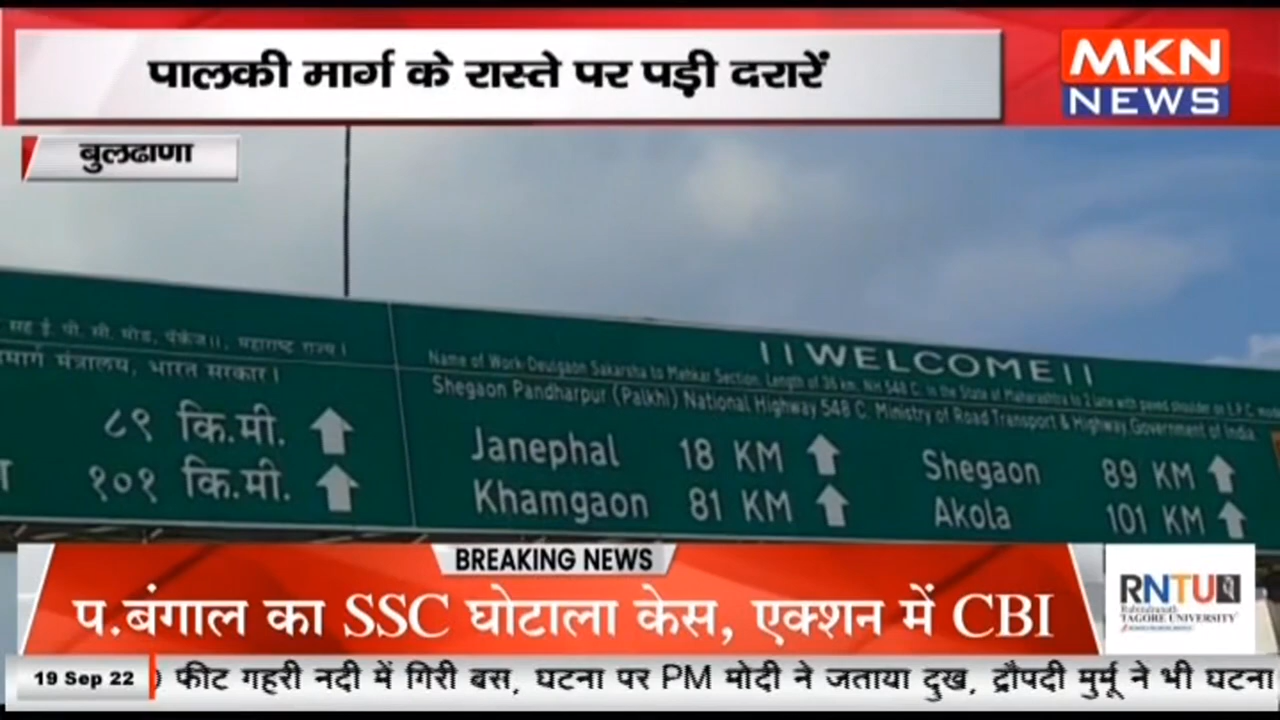 पालकी मार्ग के रास्ते पर पड़ी दरारें
MKN
NEWS
बुलढाणा
सह ई. पी. सी. मोड, पॅकेज।।, महाराष्ट्र राज्य।
मार्ग मंत्रालय, भारत सरकार।
८९ कि.मी.
१०१ कि.मी.
।।WELCOME।।
Name of Work-Deulgaon Sakarsha to Mehkar Section, Length of 36 km. NH 548 C. in the State of Maharashtra to 2 lane with paved shoulder on E.P.C. mode
Shegaon Pandharpur (Palkhi) National Highway 548 C. Ministry of Road Transport & Highway,Government of India.
Janephal 18 KM Shegaon 89 KM
Khamgaon 81 KM Akola 101 KM
BREAKING NEWS
प.बंगाल का SSC घोटाला केस, एक्शन में CBI
RNTU
Rabindranath
TAGORE UNIVERSITY
19 Sep 22
फीट गहरी नदी में गिरी बस, घटना पर PM मोदी ने जताया दुख, द्रौपदी मुर्मू ने भी घटना